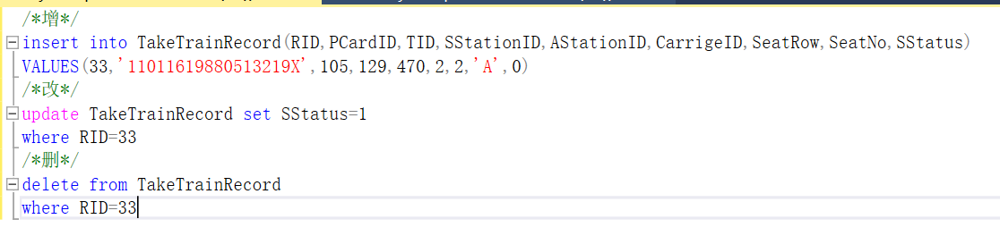 /*增*/
insert into TakeTrainRecord(RID,PCardID,TID,SStationID,AStationID,CarrigeID,SeatRow,SeatNo,SStatus)
VALUES(33,'11011619880513219X',105,129,470,2,2,'A',0)
/*改*/
update TakeTrainRecord set SStatus=1
where RID=33
/*删*/
delete from TakeTrainRecord
where RID=33